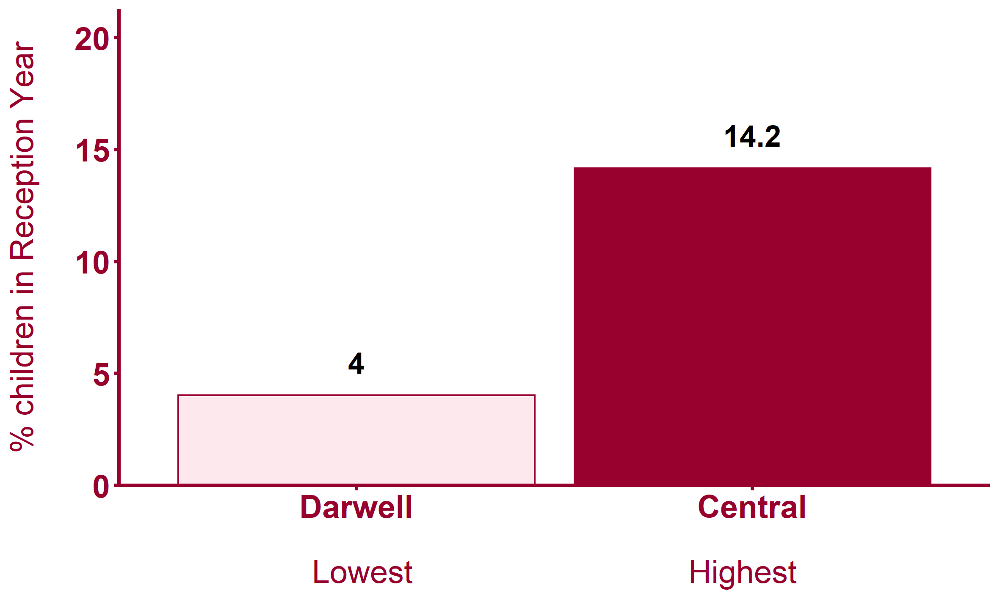 % children in Reception Year
20
15
10
5
0
14.2
4
Darwell
Central
Lowest
Highest